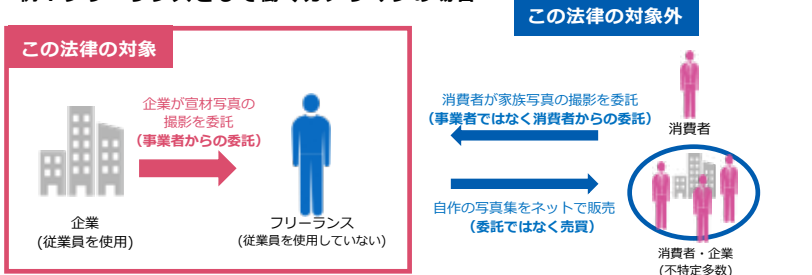 この法律の対象外
この法律の対象
企業が宣材写真の
撮影を委託
(事業者からの委託)
企業
(従業員を使用)
フリーランス
(従業員を使用していない)
消費者が家族写真の撮影を委託
(事業者ではなく消費者からの委託)
消費者
自作の写真集をネットで販売
(委託ではなく売買)
消費者・企業
(不特定多数)